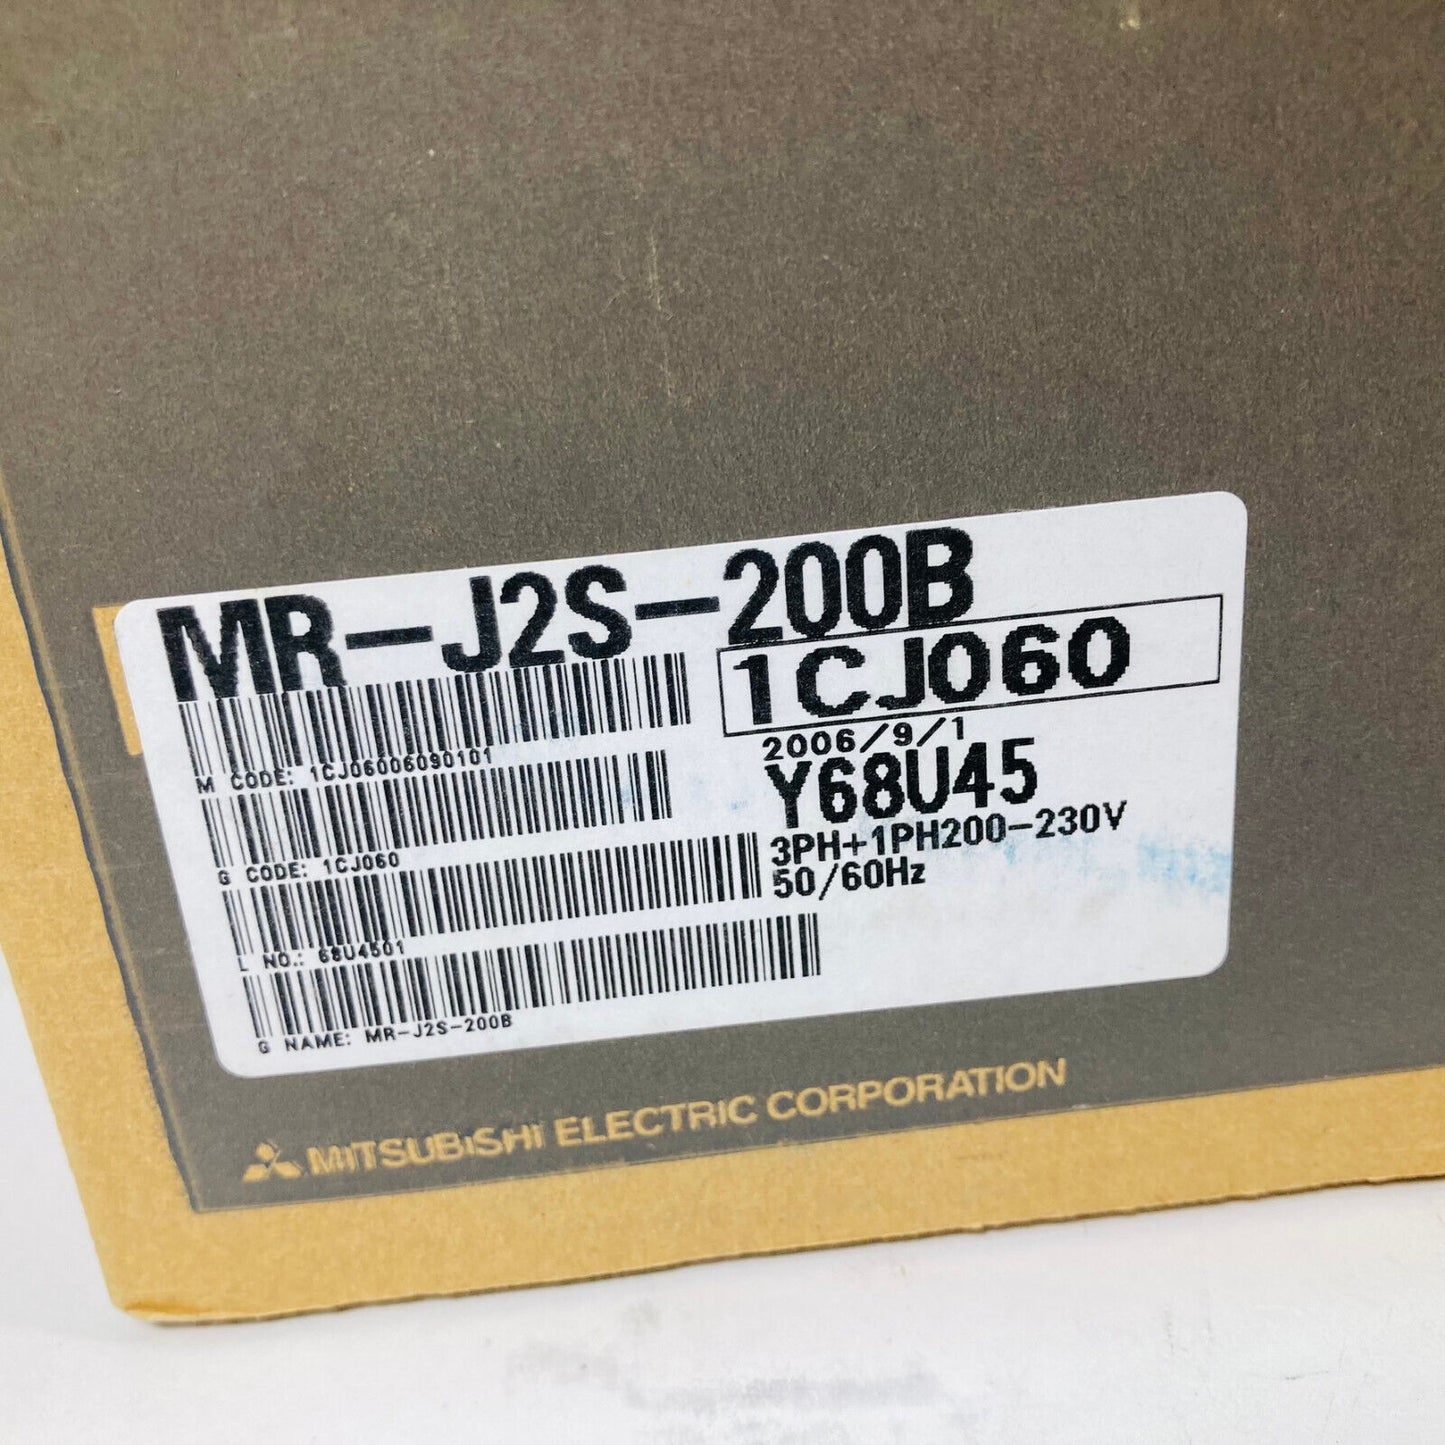 MR-J2S-200B
1CJ060
2006/9/1
M CODE: 1CJ06006090101
Y68U45
G CODE: 1CJ060
3PH+1PH200-230V
50/60Hz
L NO.: 68U4501
G NAME: MR-J2S-200B
MITSUBISHI ELECTRIC CORPORATION